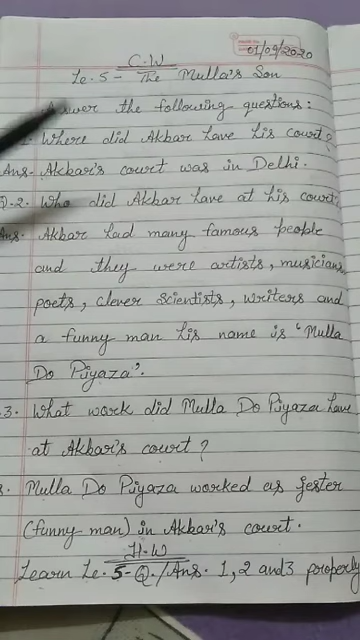 C.W
01/09/2020
Le. 5 - The Mulla's Son
Answer the following questions:
Where did Akbar have his court?
Ans- Akbar's court was in Delhi.
Q.2. Who did Akbar have at his court?
Ans. Akbar had many famous people
and they were artists, musicians,
poets, clever scientists, writers and
a funny man his name is "Mulla
Do Piyaza".
3. What work did Mulla Do Piyaza have
at Akbar's court?
s. Mulla Do Piyaza worked as jester
(funny man) in Akbar's court.
H.W
Learn Le. 5- Q./Ans. 1, 2 and 3 properly